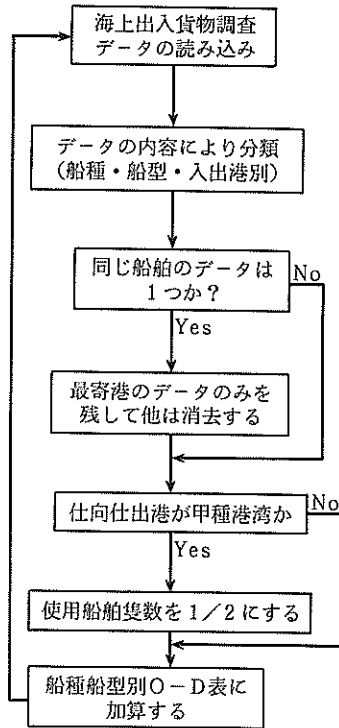 海上出入貨物調査
データの読み込み
データの内容により分類
(船種・船型・入出港別)
同じ船舶のデータは
1つか?
No
Yes
最寄港のデータのみを
残して他は消去する
仕向仕出港が甲種港湾か
No
Yes
使用船舶隻数を1/2にする
船種船型別O-D表に
加算する